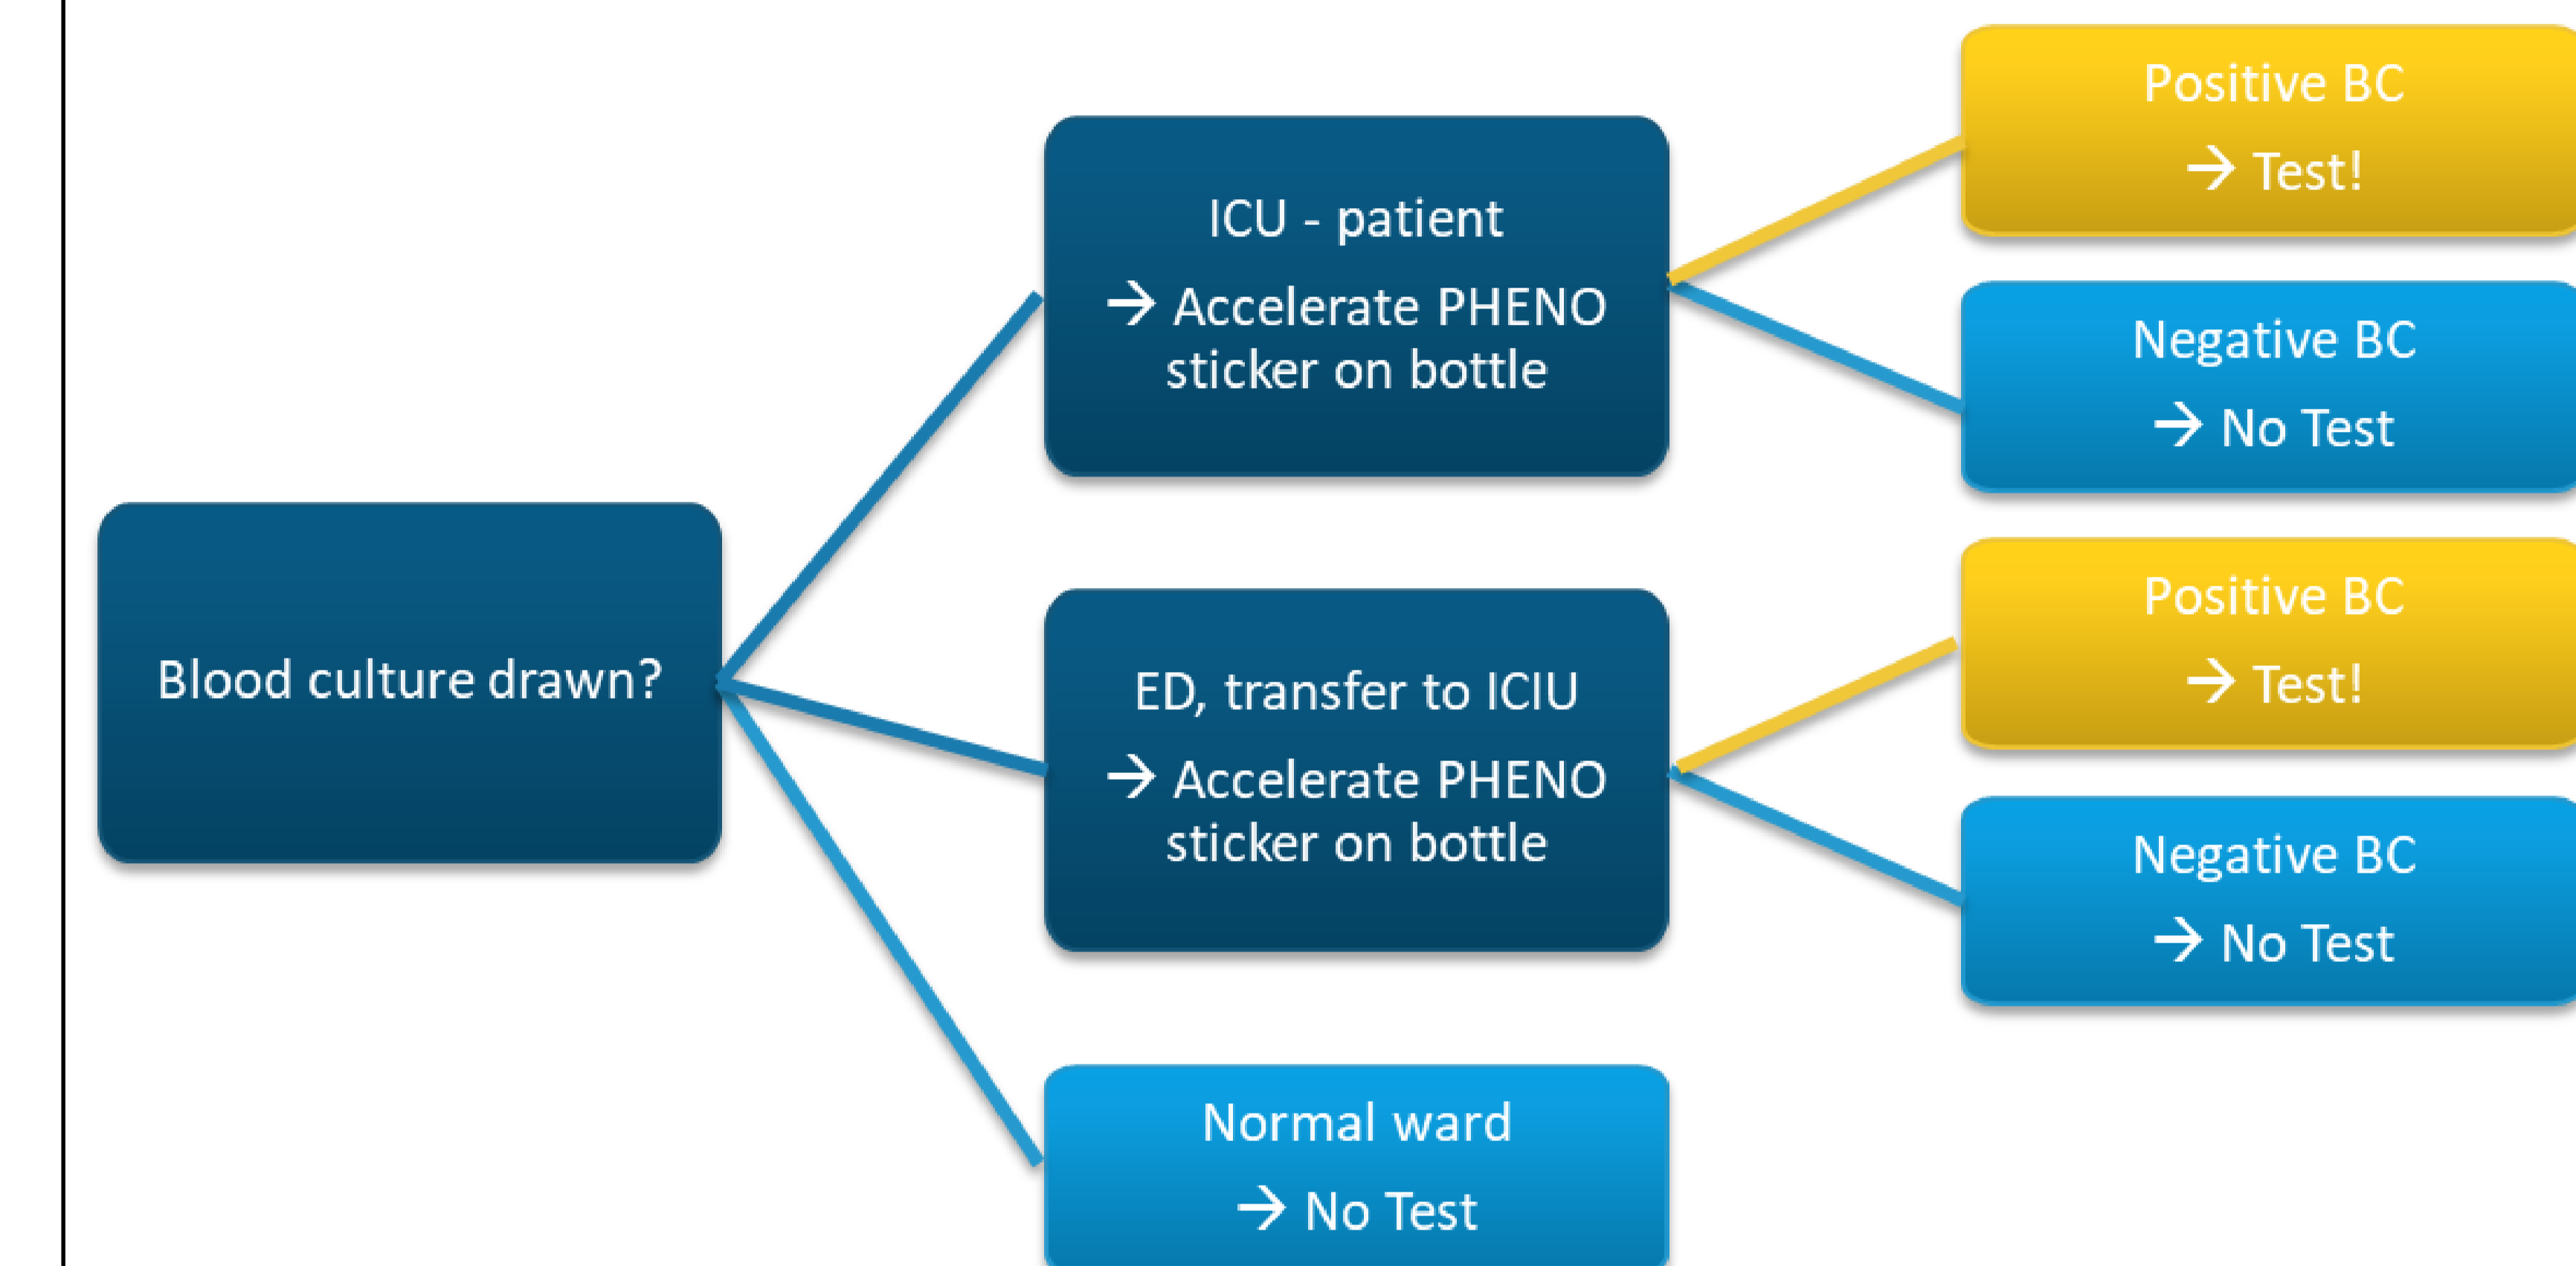 Blood culture drawn?
ICU - patient
→ Accelerate PHENO
sticker on bottle
Positive BC
→ Test!
Negative BC
→ No Test
ED, transfer to ICIU
→ Accelerate PHENO
sticker on bottle
Positive BC
→ Test!
Negative BC
→ No Test
Normal ward
→ No Test